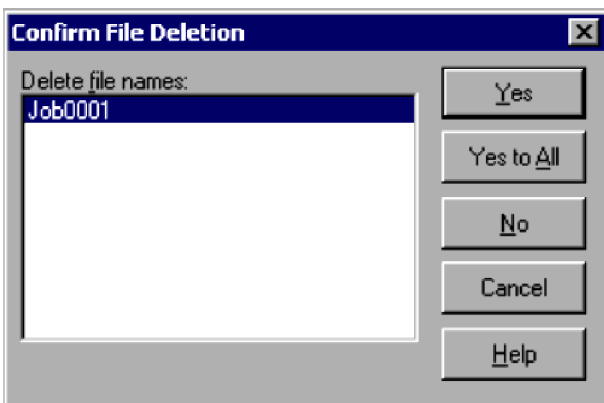 Confirm File Deletion
Delete file names:
Job0001
Yes
Yes to All
No
Cancel
Help